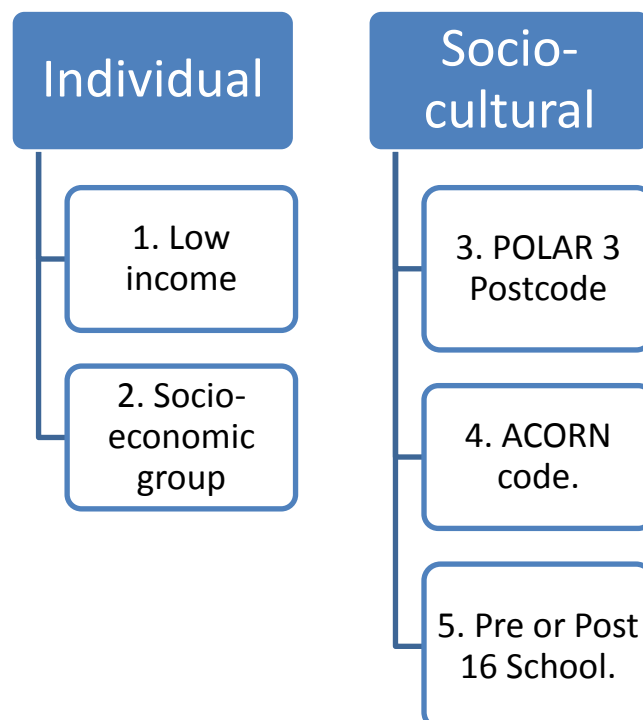 Individual
1. Low
income
2. Socio-
economic
group
Socio-
cultural
3. POLAR 3
Postcode
4. ACORN
code.
5. Pre or Post
16 School.